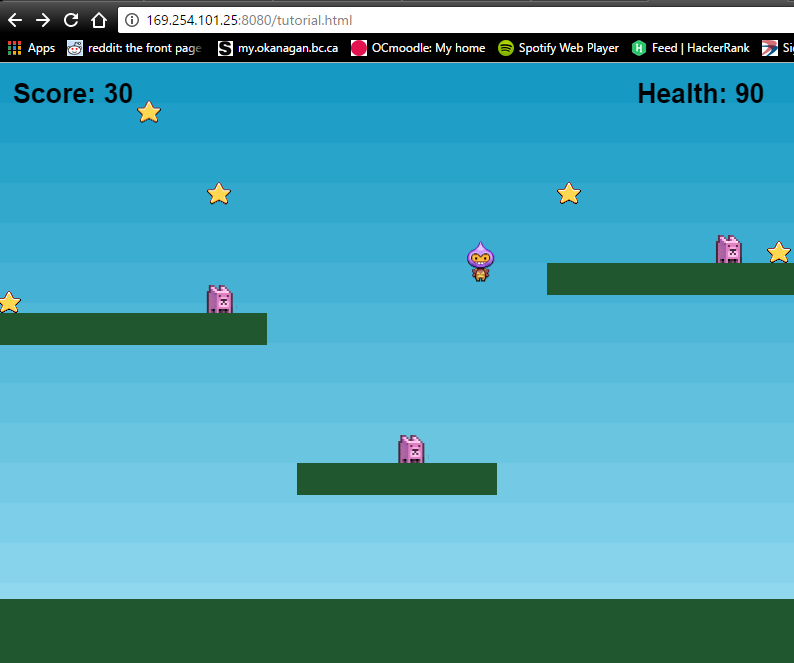 169.254.101.25:8080/tutorial.html
Apps reddit: the front page my.okanagan.bc.ca OCmoodle: My home Spotify Web Player Feed | HackerRank
Score: 30 Health: 90